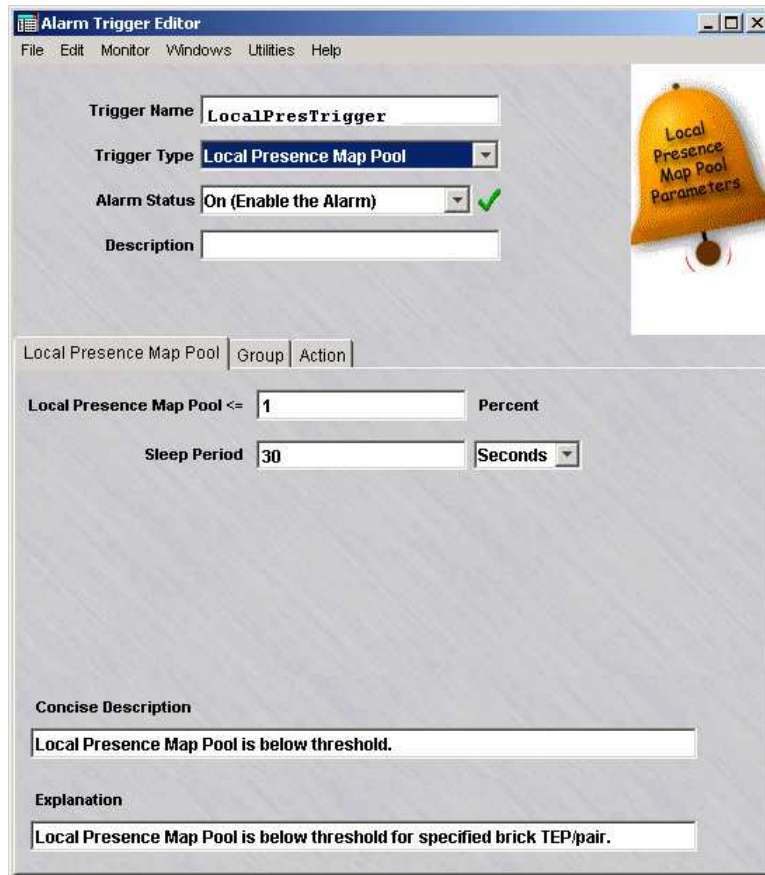 Alarm Trigger Editor
File Edit Monitor Windows Utilities Help
Trigger Name LocalPresTrigger
Trigger Type Local Presence Map Pool
Alarm Status On (Enable the Alarm)
Description
Local
Presence
Map Pool
Parameters
Local Presence Map Pool Group Action
Local Presence Map Pool <= 1 Percent
Sleep Period 30 Seconds
Concise Description
Local Presence Map Pool is below threshold.
Explanation
Local Presence Map Pool is below threshold for specified brick TEP/pair.